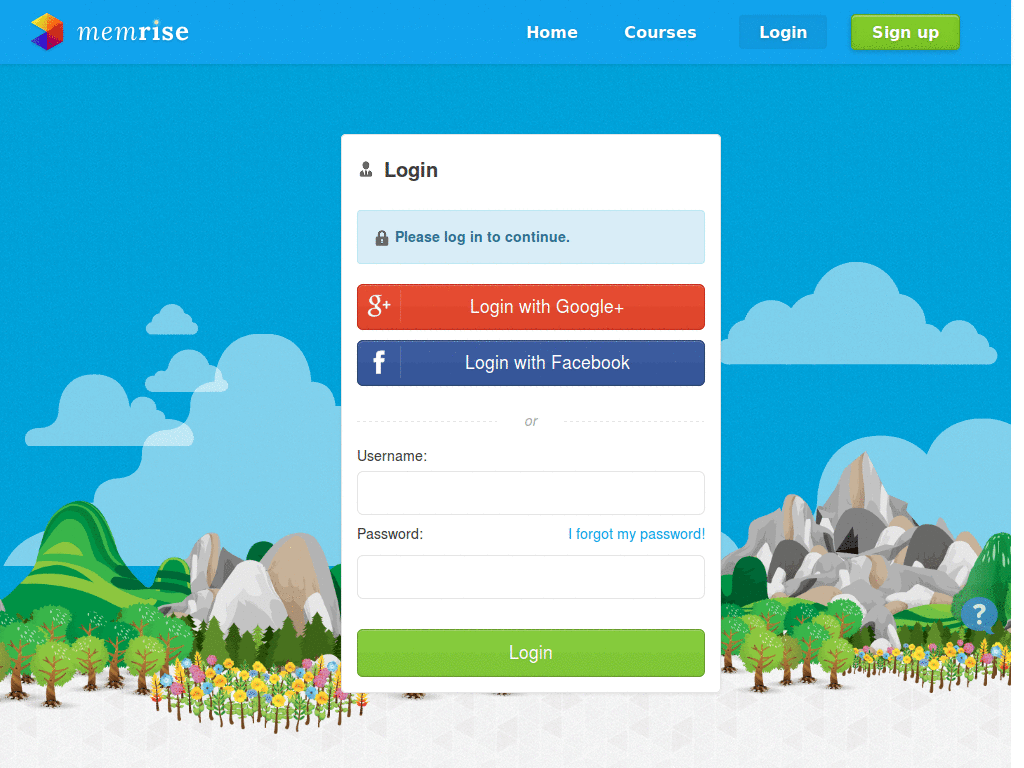 memrise
Home Courses Login Sign up
Login
Please log in to continue.
g+ Login with Google+
f Login with Facebook
or
Username:
Password: I forgot my password!
Login
?